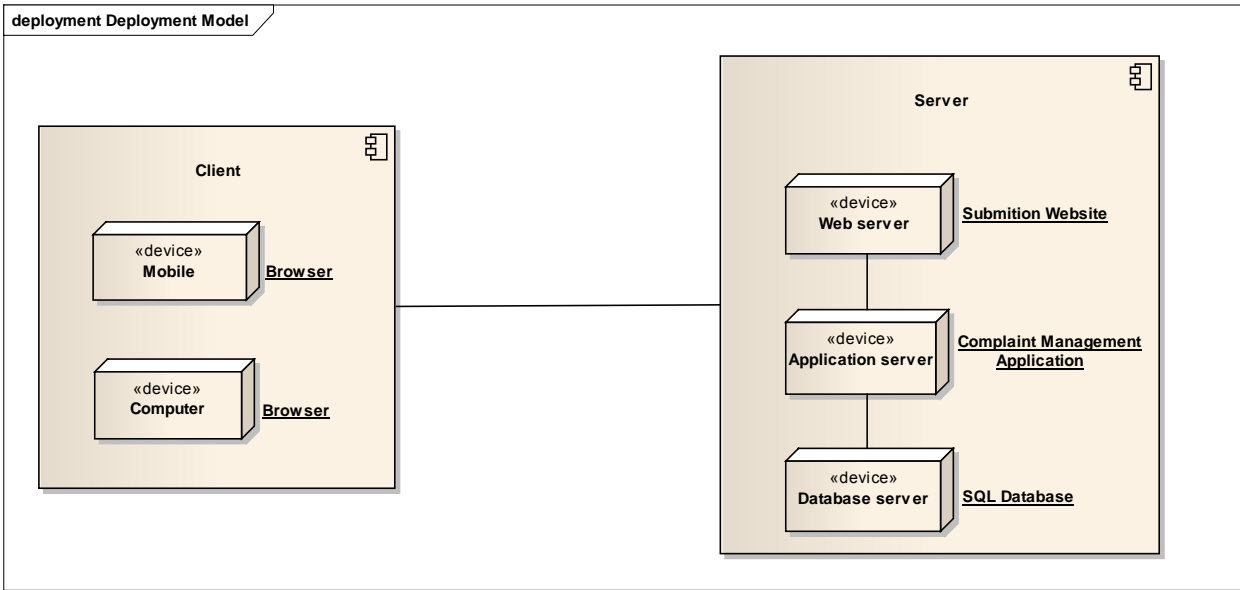 deployment Deployment Model
Client
«device»
Mobile
Browser
«device»
Computer
Browser
Server
«device»
Web server
Submition Website
«device»
Application server
Complaint Management
Application
«device»
Database server
SQL Database